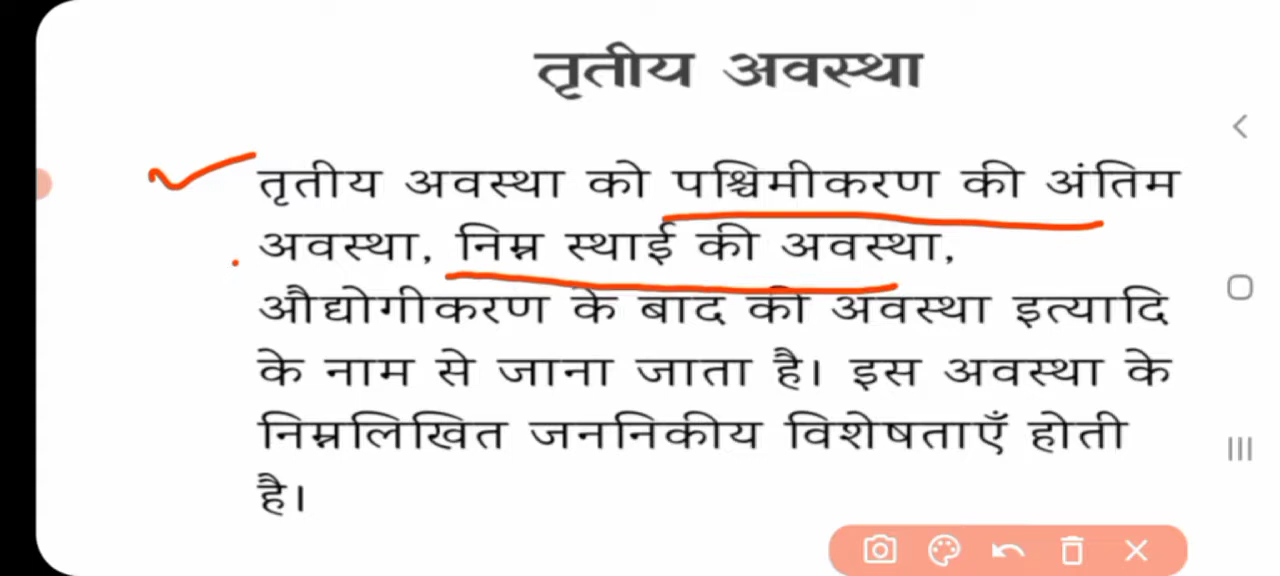 तृतीय अवस्था
तृतीय अवस्था को पश्चिमीकरण की अंतिम
अवस्था, निम्न स्थाई की अवस्था,
औद्योगीकरण के बाद की अवस्था इत्यादि
के नाम से जाना जाता है। इस अवस्था के
निम्नलिखित जननिकीय विशेषताएँ होती
है।